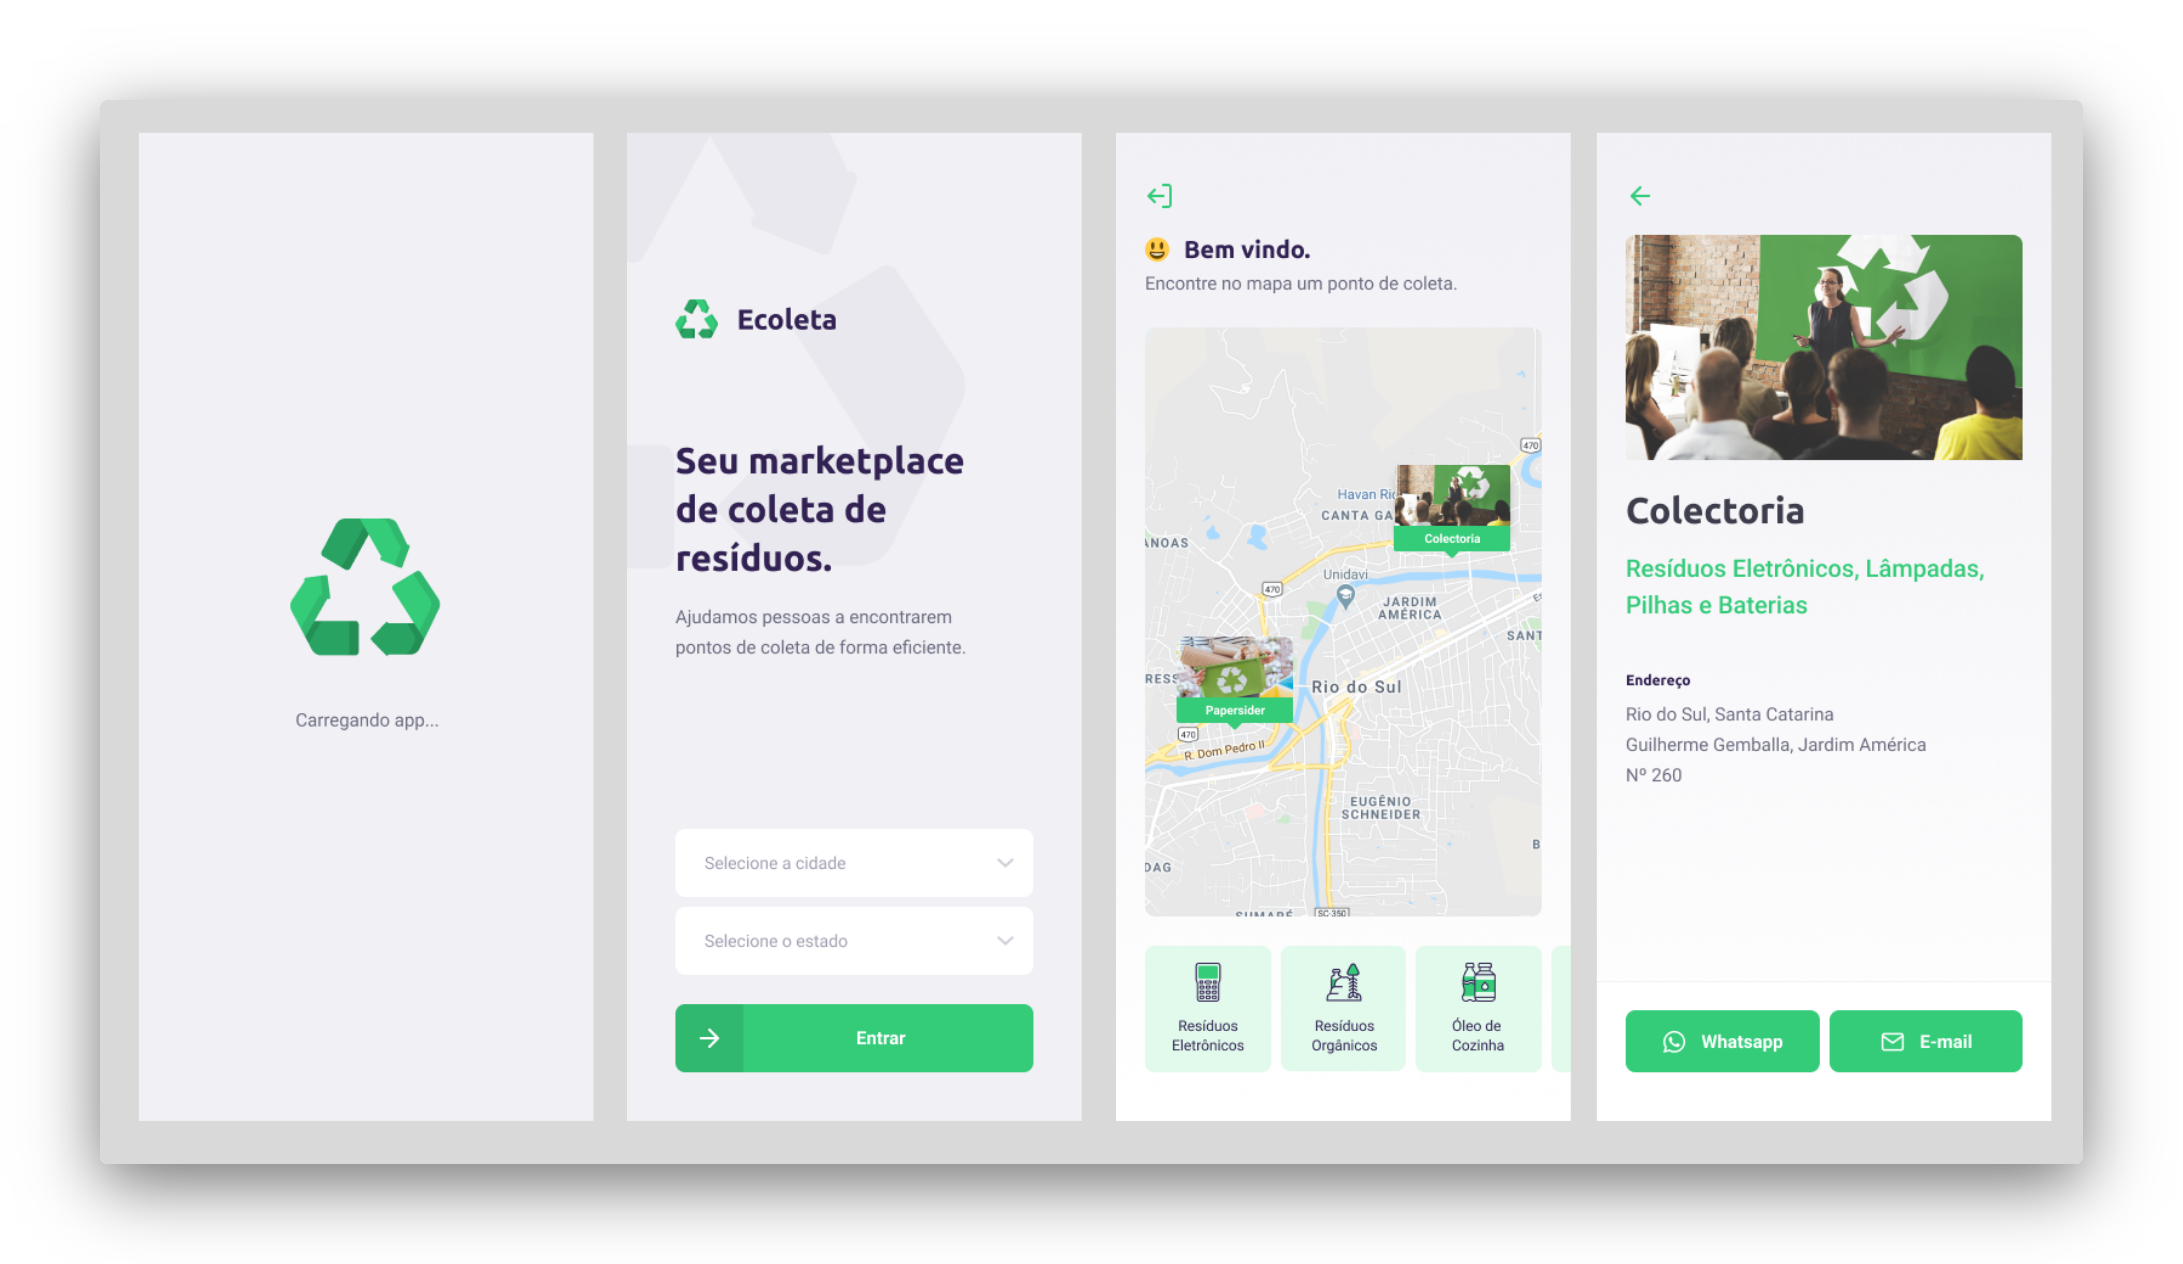 Carregando app...
Ecoleta
Seu marketplace
de coleta de
resíduos.
Ajudamos pessoas a encontrarem
pontos de coleta de forma eficiente.
Selecione a cidade
Selecione o estado
Entrar
Bem vindo.
Encontre no mapa um ponto de coleta.
470
Havan Rio
CANTA GA
Colectoria
ANOAS
Unidavi
470
JARDIM
AMÉRICA
SANT
RESS
Rio do Sul
Papersider
470
R. Dom Pedro II
EUGÊNIO
SCHNEIDER
B
DAG
SUMARÉ
SC-350
Resíduos
Eletrônicos
Resíduos
Orgânicos
Óleo de
Cozinha
Colectoria
Resíduos Eletrônicos, Lâmpadas,
Pilhas e Baterias
Endereço
Rio do Sul, Santa Catarina
Guilherme Gemballa, Jardim América
Nº 260
Whatsapp
E-mail